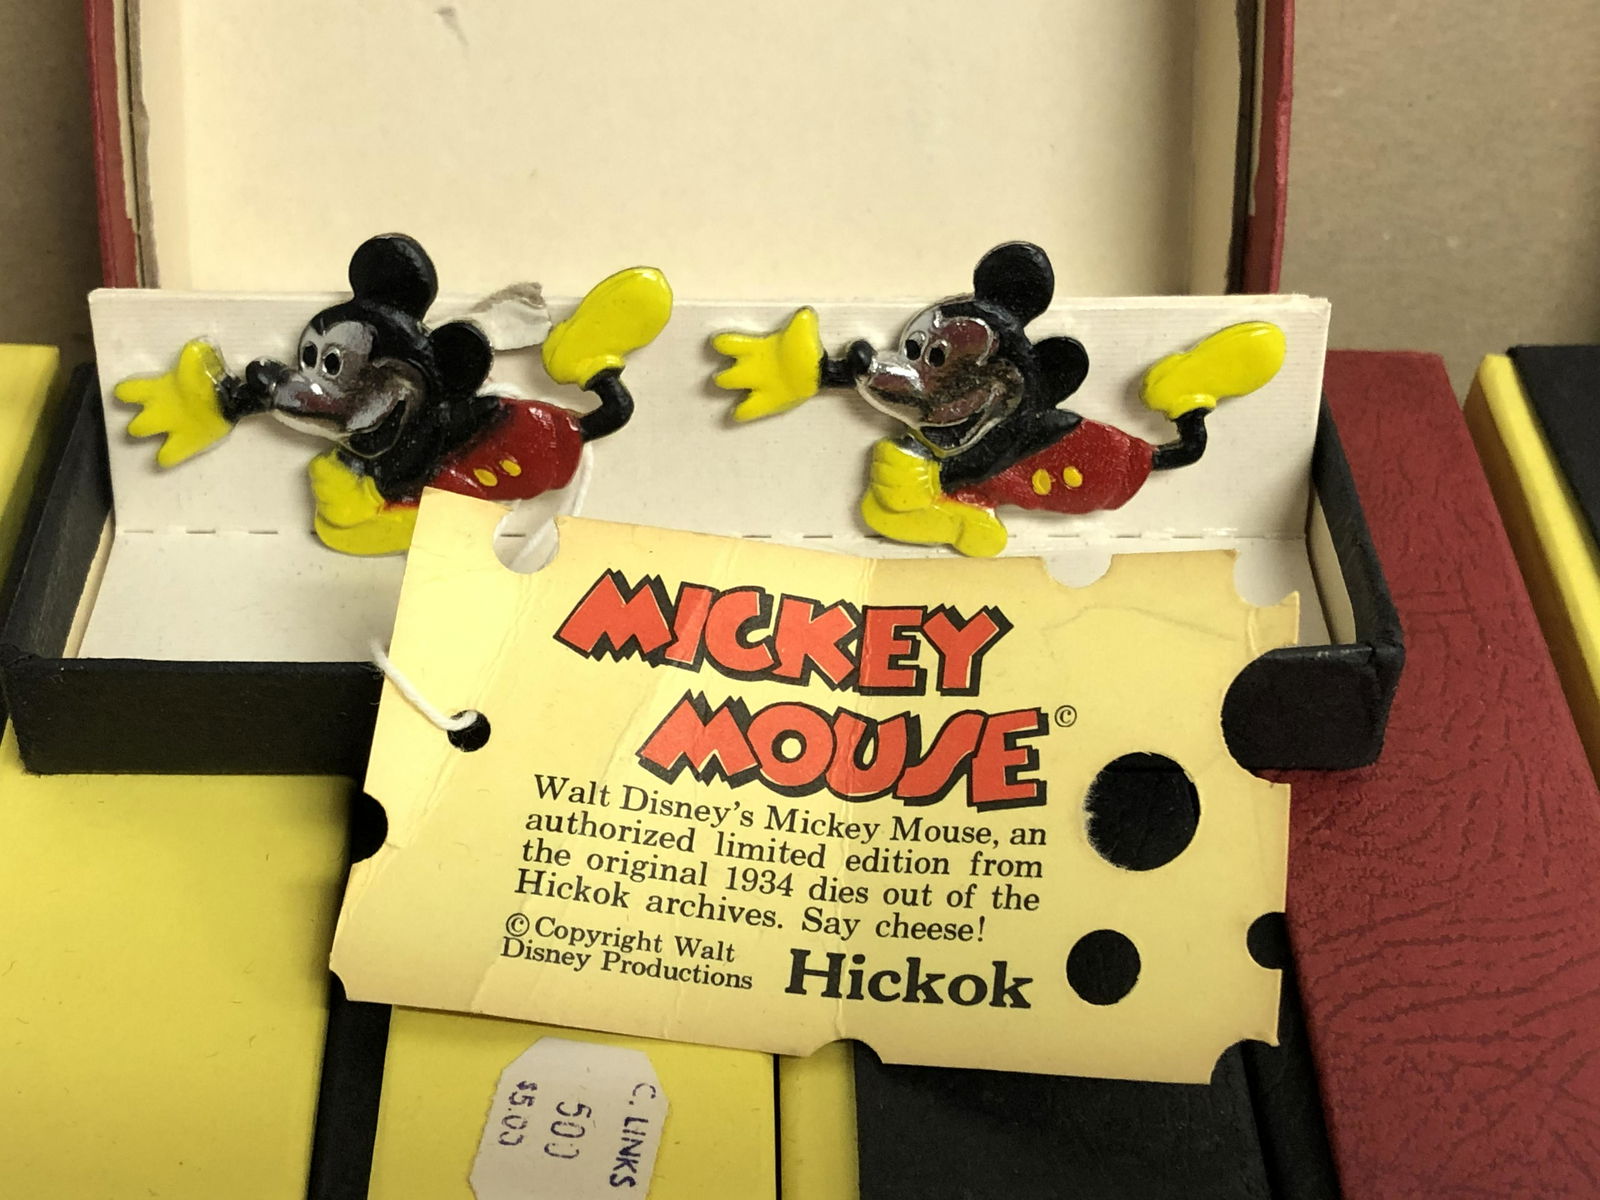 MICKEY
MOUSE©
Walt Disney's Mickey Mouse, an
authorized limited edition from
the original 1934 dies out of the
Hickok archives. Say cheese!
© Copyright Walt
Disney Productions
Hickok
C. LINKS
500
$5.00